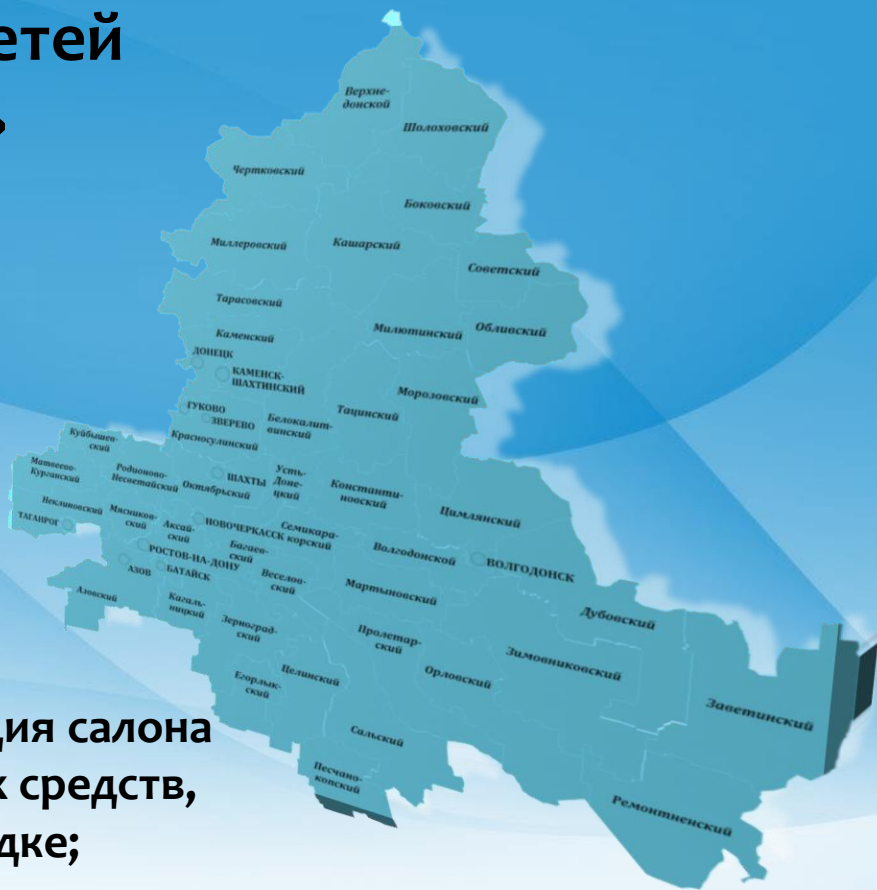 етей
Верхне-
донской
Шолоховский
Чертковский
Боковский
Миллеровский
Кашарский
Советский
Тарасовский
Милютинский
Обливский
Каменский
ДОНЕЦК
КАМЕНСК-
ШАХТИНСКИЙ
Морозовский
ГУКОВО
ЗВЕРЕВО
Белокалит-
винский
Тацинский
Красносулинский
Куйбышев-
ский
Матвеево-
Курганский
Родионово-
Несветайский
Октябрьский
ШАХТЫ
Усть-
Доне-
цкий
Константи-
новский
Цимлянский
Неклиновский
ТАГАНРОГ
Мясников-
ский
Аксай-
ский
НОВОЧЕРКАССК
Семикара-
корский
РОСТОВ-НА-ДОНУ
Багаев-
ский
Волгодонской
ВОЛГОДОНСК
АЗОВ
БАТАЙСК
Веселов-
ский
Мартыновский
Дубовский
Азовский
Кагаль-
ницкий
Зерноград-
ский
Пролетар-
ский
Зимовниковский
Егорлык-
ский
Целинский
Орловский
Заветинский
Сальский
Песчано-
копский
Ремонтненский
ция салона
х средств,
дке;